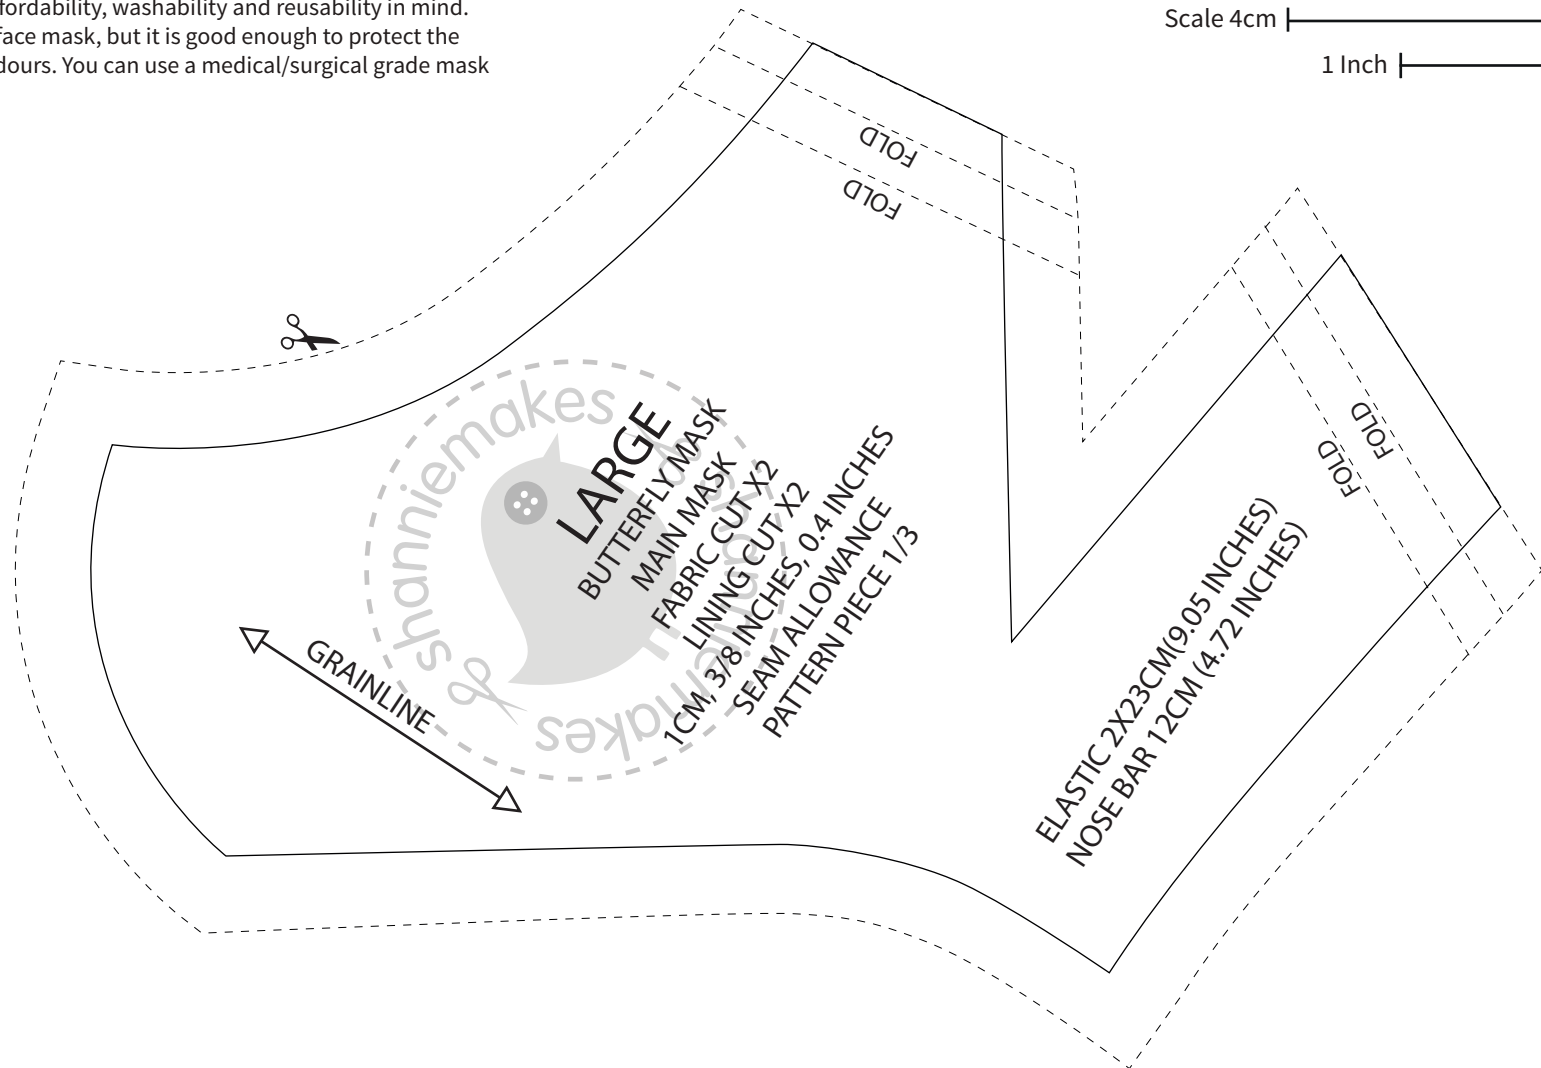 fordability, washability and reusability in mind.
face mask, but it is good enough to protect the
dours. You can use a medical/surgical grade mask
Scale 4cm
1 Inch
FOLD
FOLD
FOLD
FOLD
shanniemakes
shanniemakes
LARGE
BUTTERFLY MASK
MAIN MASK
FABRIC CUT X2
LINING CUT X2
1CM, 3/8 INCHES, 0.4 INCHES
SEAM ALLOWANCE
PATTERN PIECE 1/3
GRAINLINE
ELASTIC 2X23CM(9.05 INCHES)
NOSE BAR 12CM (4.72 INCHES)